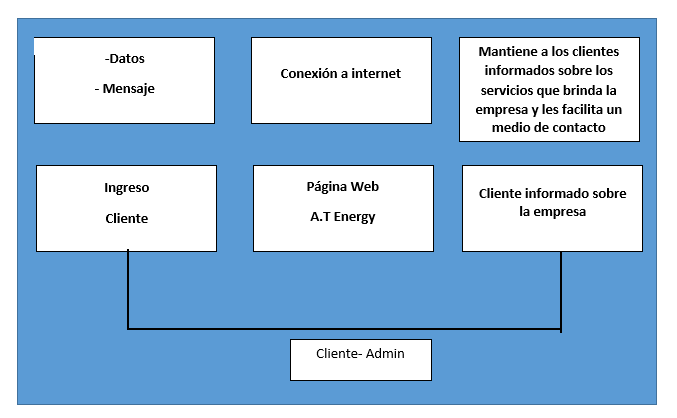 -Datos
- Mensaje
Conexión a internet
Mantiene a los clientes
informados sobre los
servicios que brinda la
empresa y les facilita un
medio de contacto
Ingreso
Cliente
Página Web
A.T Energy
Cliente informado sobre
la empresa
Cliente- Admin